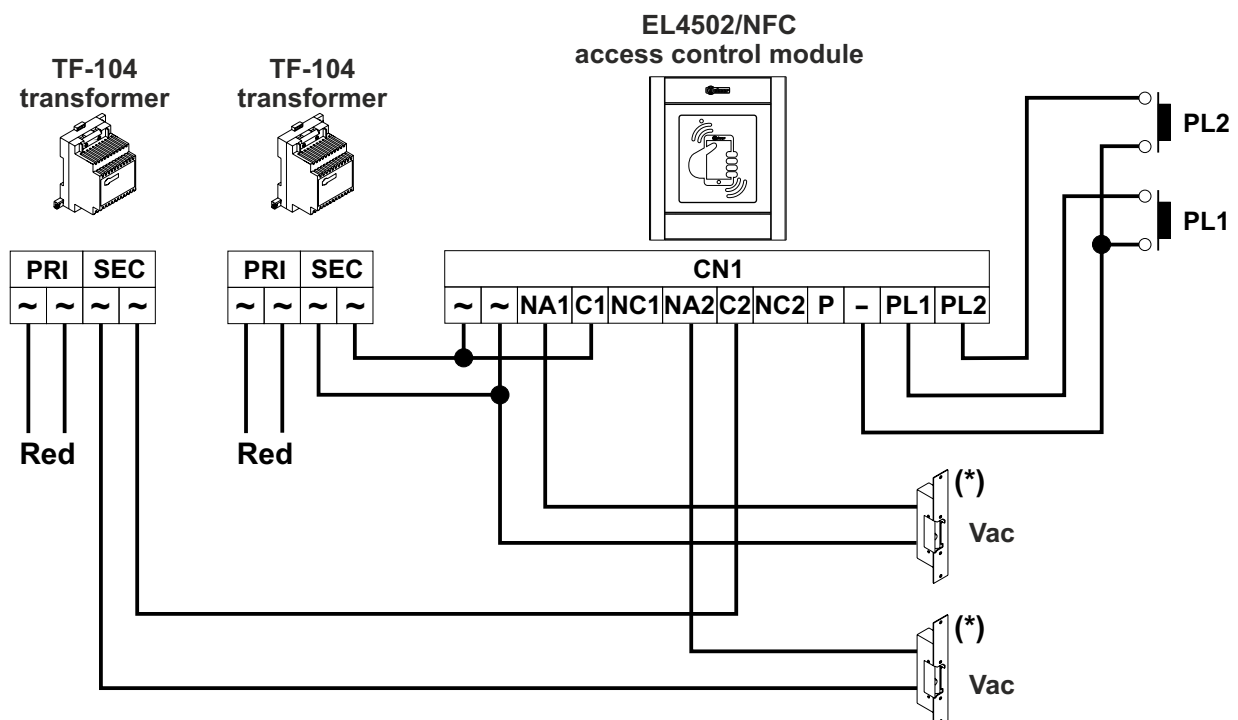 EL4502/NFC
access control module
TF-104
transformer
TF-104
transformer
PL2
PL1
PRI SEC
~ ~ ~ ~
PRI SEC
~ ~ ~ ~
CN1
~ ~ NA1 C1 NC1 NA2 C2 NC2 P – PL1 PL2
Red
Red
(*)
Vac
(*)
Vac